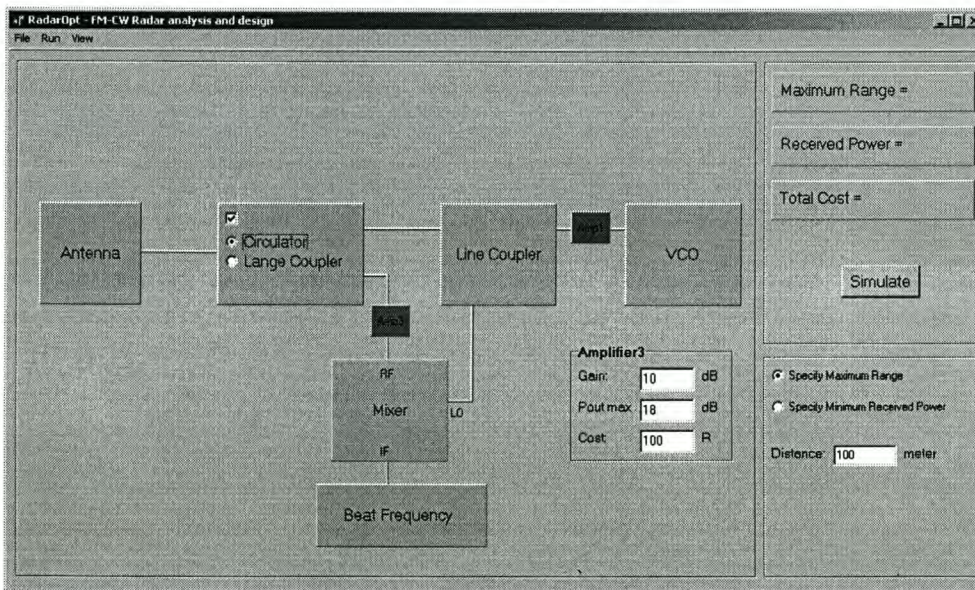 RadarOpt - FM-CW Radar analysis and design
File Run View
Maximum Range =
Received Power =
Total Cost =
Simulate
Antenna
Circulator
Lange Coupler
Line Coupler
Amp1
VCO
Amp3
RF
Mixer
LO
IF
Beat Frequency
Amplifier3
Gain: 10 dB
Pout max 18 dB
Cost 100 R
Specify Maximum Range
Specify Minimum Received Power
Distance: 100 meter